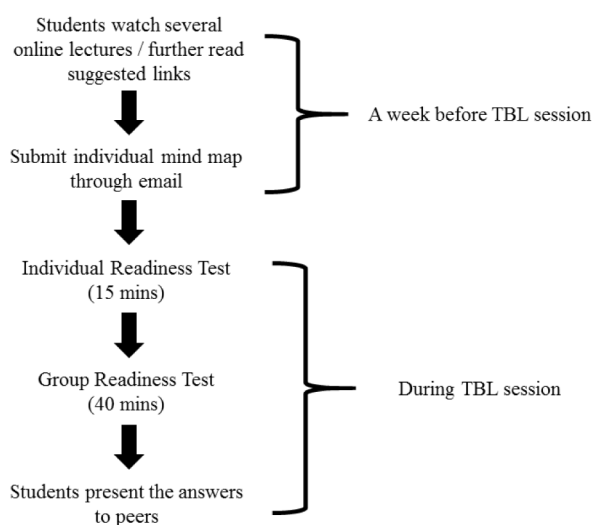 Students watch several
online lectures / further read
suggested links
A week before TBL session
Submit individual mind map
through email
Individual Readiness Test
(15 mins)
Group Readiness Test
(40 mins)
During TBL session
Students present the answers
to peers